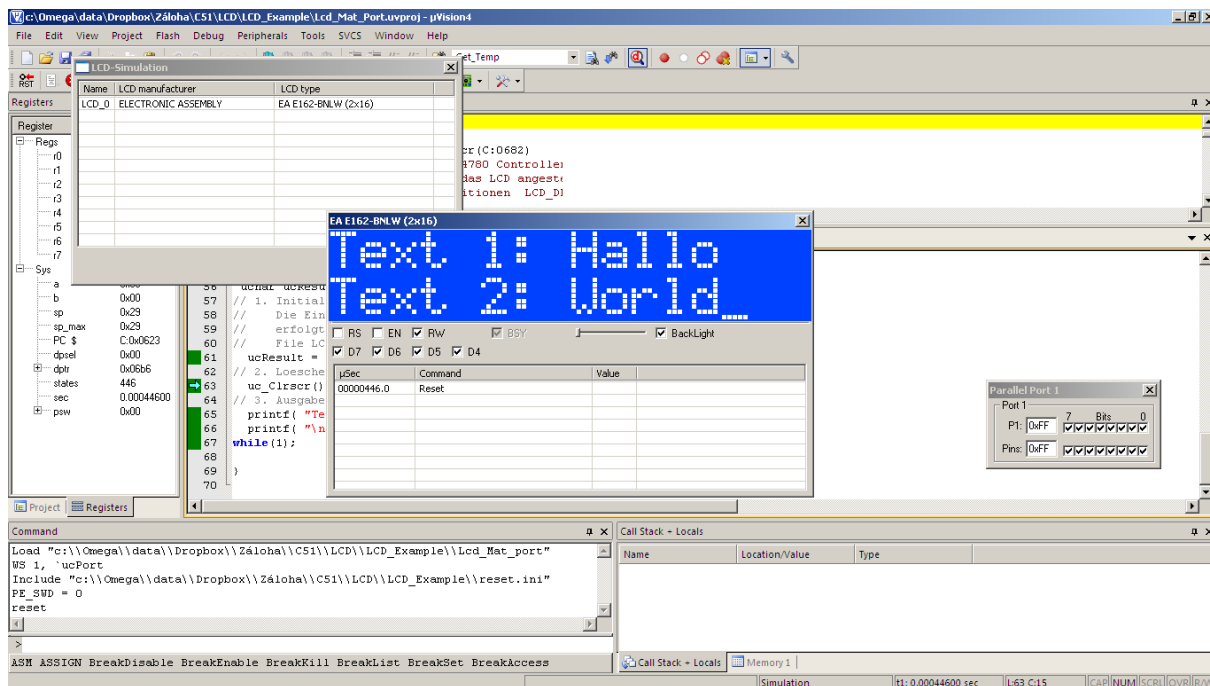 c:\Omega\data\Dropbox\Záloha\C51\LCD\LCD_Example\Lcd_Mat_Port.uvproj - µVision4
File Edit View Project Flash Debug Peripherals Tools SVCS Window Help
Get_Temp
RST
LCD-Simulation
Name LCD manufacturer LCD type
LCD_0 ELECTRONIC ASSEMBLY EA E162-BNLW (2x16)
Registers
Register
Regs
r0
r1
r2
r3
r4
r5
r6
r7
Sys
a 0x00
b 0x00
sp 0x29
sp_max 0x29
PC $ C:0x0623
dpsel 0x00
dptr 0x06b6
states 446
sec 0.00044600
psw 0x00
Project Registers
cr(C:0682)
4780 Controller
das LCD angeste
itionen LCD_DI
56 uchar ucResu
57 // 1. Initial
58 // Die Ein
59 // erfolgt
60 // File LC
61 ucResult =
62 // 2. Loesche
63 uc_Clrscr()
64 // 3. Ausgabe
65 printf( "Te
66 printf( "\n
67 while(1);
68
69 }
70
EA E162-BNLW (2x16)
Text 1: Hallo
Text 2: World_
RS EN RW BSY BackLight
D7 D6 D5 D4
µSec Command Value
00000446.0 Reset
Parallel Port 1
Port 1
7 Bits 0
P1: 0xFF
Pins: 0xFF
Command
Load "c:\\Omega\\data\\Dropbox\\Záloha\\C51\\LCD\\LCD_Example\\Lcd_Mat_port"
WS 1, `ucPort
Include "c:\\Omega\\data\\Dropbox\\Záloha\\C51\\LCD\\LCD_Example\\reset.ini"
PE_SWD = 0
reset
>
ASM ASSIGN BreakDisable BreakEnable BreakKill BreakList BreakSet BreakAccess
Call Stack + Locals
Name Location/Value Type
Call Stack + Locals Memory 1
Simulation t1: 0.00044600 sec L:63 C:15 CAP NUM SCRL OVR R/W